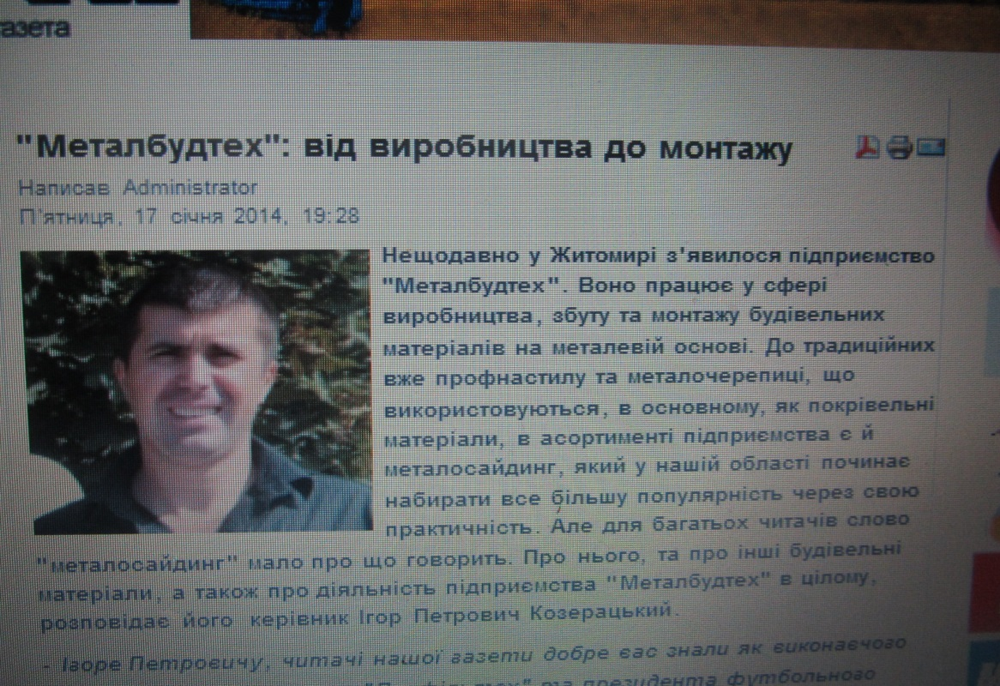 газета
"Металбудтех": від виробництва до монтажу
Написав Administrator
П'ятниця, 17 січня 2014, 19:28
Нещодавно у Житомирі з'явилося підприємство
"Металбудтех". Воно працює у сфері
виробництва, збуту та монтажу будівельних
матеріалів на металевій основі. До традиційних
вже профнастилу та металочерепиці, що
використовуються, в основному, як покрівельні
матеріали, в асортименті підприємства є й
металосайдинг, який у нашій області починає
набирати все більшу популярність через свою
практичність. Але для багатьох читачів слово
"металосайдинг" мало про що говорить. Про нього, та про інші будівельні
матеріали, а також про діяльність підприємства "Металбудтех" в цілому,
розповідає його керівник Ігор Петрович Козерацький.
- Ігоре Петровичу, читачі нашої газети добре вас знали як виконавчого
та президента футбольного